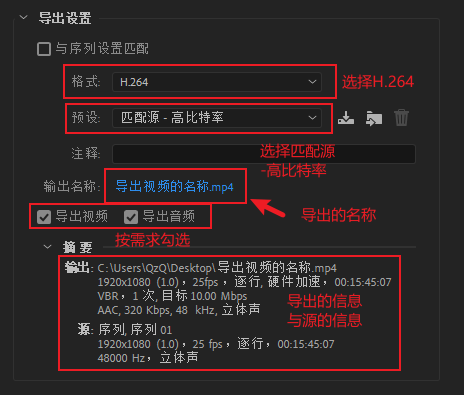 导出设置
与序列设置匹配
格式: H.264
选择H.264
预设: 匹配源 - 高比特率
注释:
选择匹配源
-高比特率
输出名称: 导出视频的名称.mp4
导出的名称
导出视频 导出音频
按需求勾选
摘要
输出: C:\Users\QzQ\Desktop\导出视频的名称.mp4
1920x1080 (1.0)，25fps，逐行, 硬件加速，00:15:45:07
VBR，1 次, 目标 10.00 Mbps
AAC, 320 Kbps, 48 kHz, 立体声
导出的信息
与源的信息
源: 序列, 序列 01
1920x1080 (1.0)，25 fps，逐行，00:15:45:07
48000 Hz，立体声